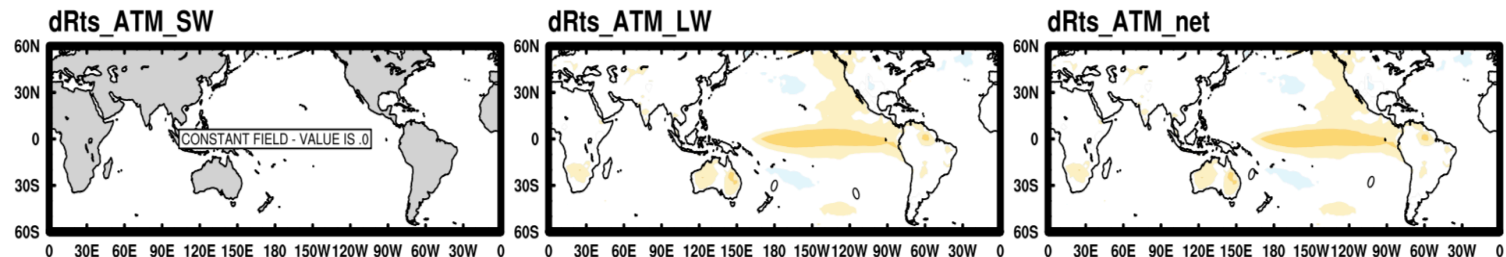 dRts_ATM_SW
dRts_ATM_LW
dRts_ATM_net
60N
30N
0
30S
60S
CONSTANT FIELD - VALUE IS .0
0 30E 60E 90E 120E 150E 180 150W 120W 90W 60W 30W 0
60N
30N
0
30S
60S
0 30E 60E 90E 120E 150E 180 150W 120W 90W 60W 30W 0
60N
30N
0
30S
60S
0 30E 60E 90E 120E 150E 180 150W 120W 90W 60W 30W 0